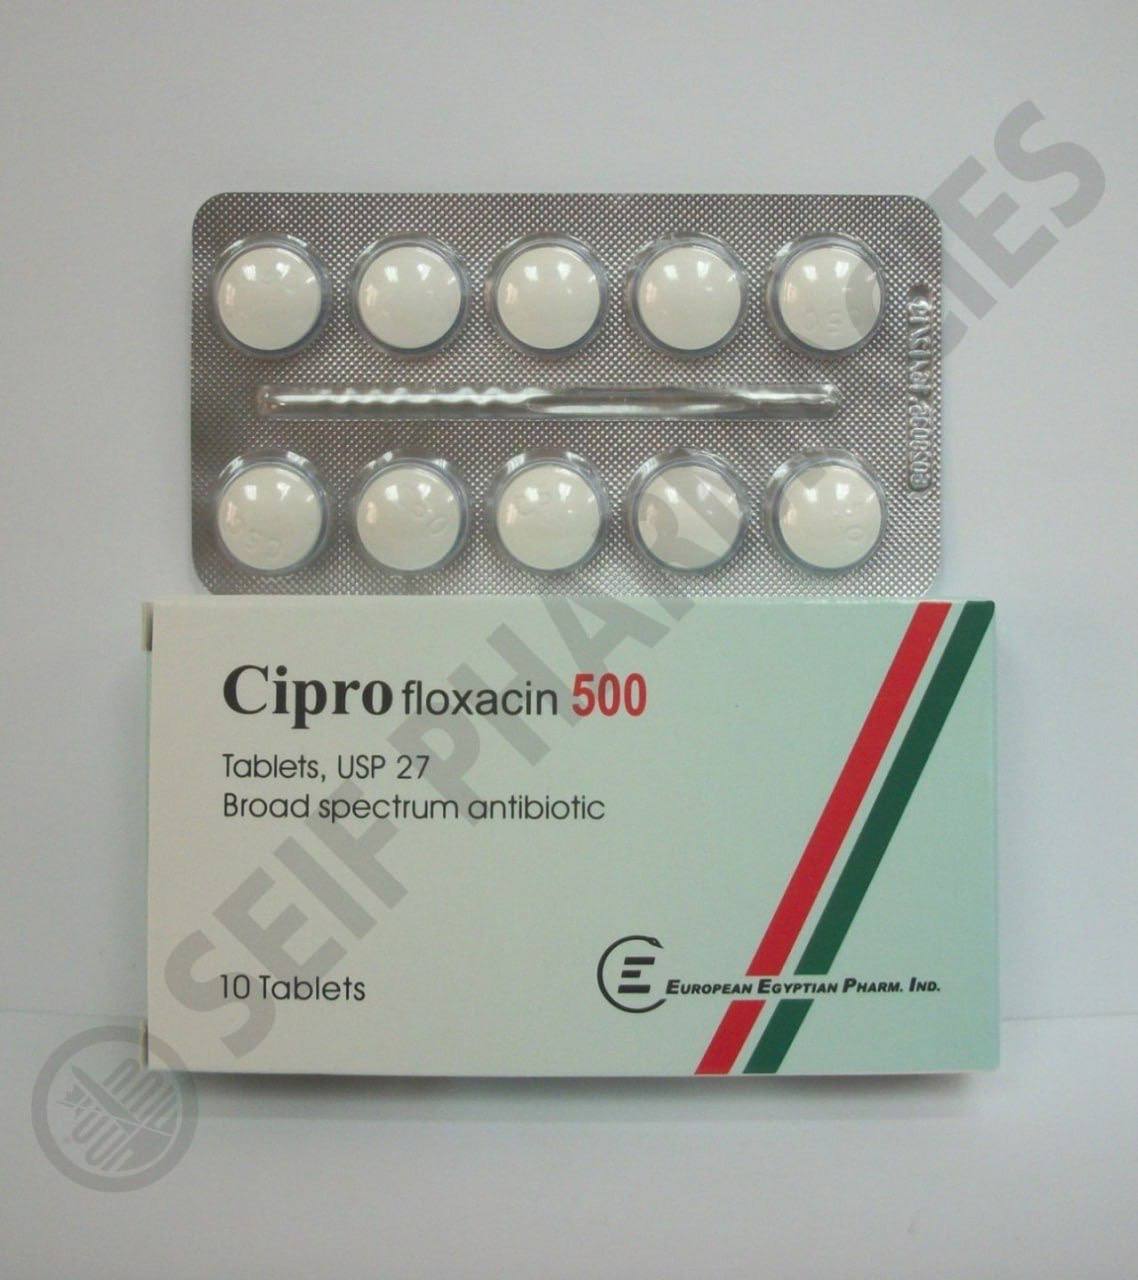 Cipro floxacin 500
Tablets, USP 27
Broad spectrum antibiotic
10 Tablets
E
EUROPEAN EGYPTIAN PHARM. IND.
SEIF PHARMACIES